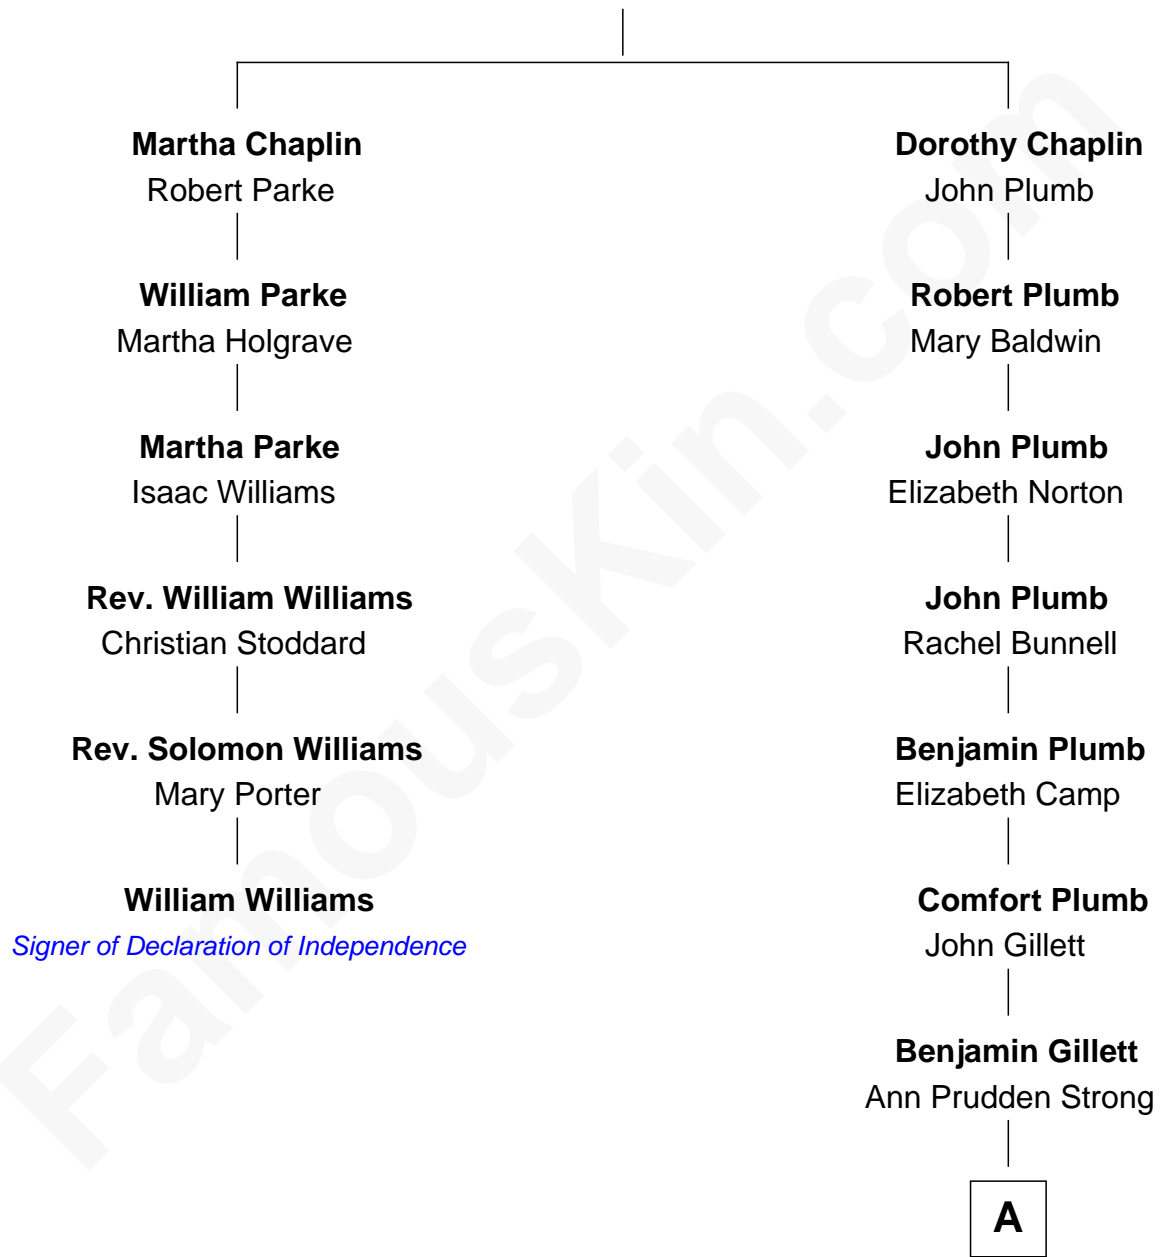 Martha Chaplin
Robert Parke
William Parke
Martha Holgrave
Martha Parke
Isaac Williams
Rev. William Williams
Christian Stoddard
Rev. Solomon Williams
Mary Porter
William Williams
Signer of Declaration of Independence
Dorothy Chaplin
John Plumb
Robert Plumb
Mary Baldwin
John Plumb
Elizabeth Norton
John Plumb
Rachel Bunnell
Benjamin Plumb
Elizabeth Camp
Comfort Plumb
John Gillett
Benjamin Gillett
Ann Prudden Strong
A
FamousKin.com